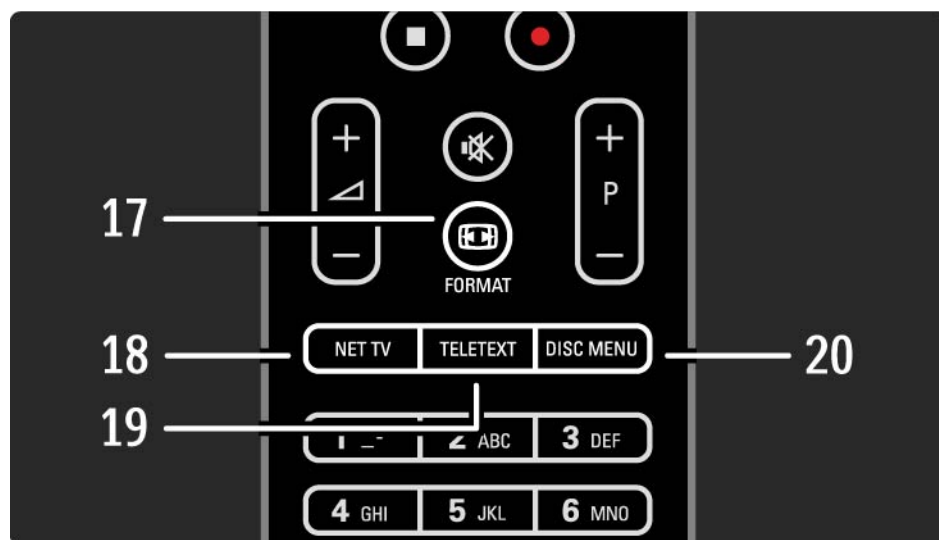 + +
P
17
− −
FORMAT
18 NET TV TELETEXT DISC MENU 20
19
1 _- 2 ABC 3 DEF
4 GHI 5 JKL 6 MNO